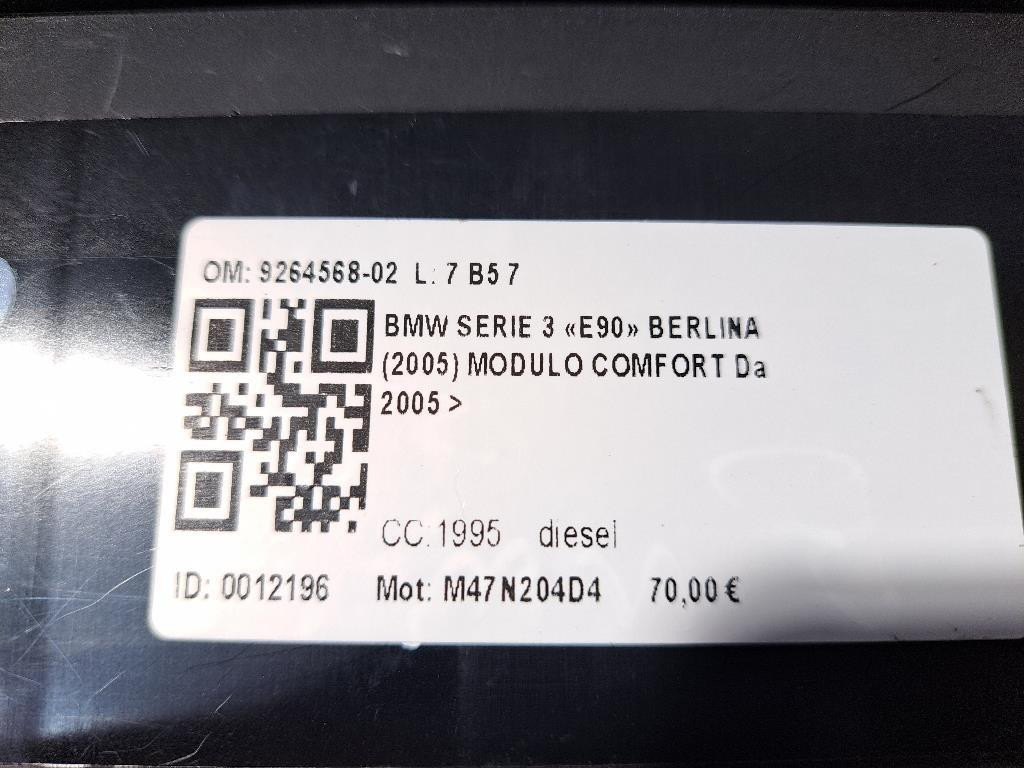 OM: 9264568-02 L: 7 B5 7
BMW SERIE 3 «E90» BERLINA
(2005) MODULO COMFORT Da
2005 >
CC: 1995 diesel
ID: 0012196 Mot: M47N204D4 70,00 €